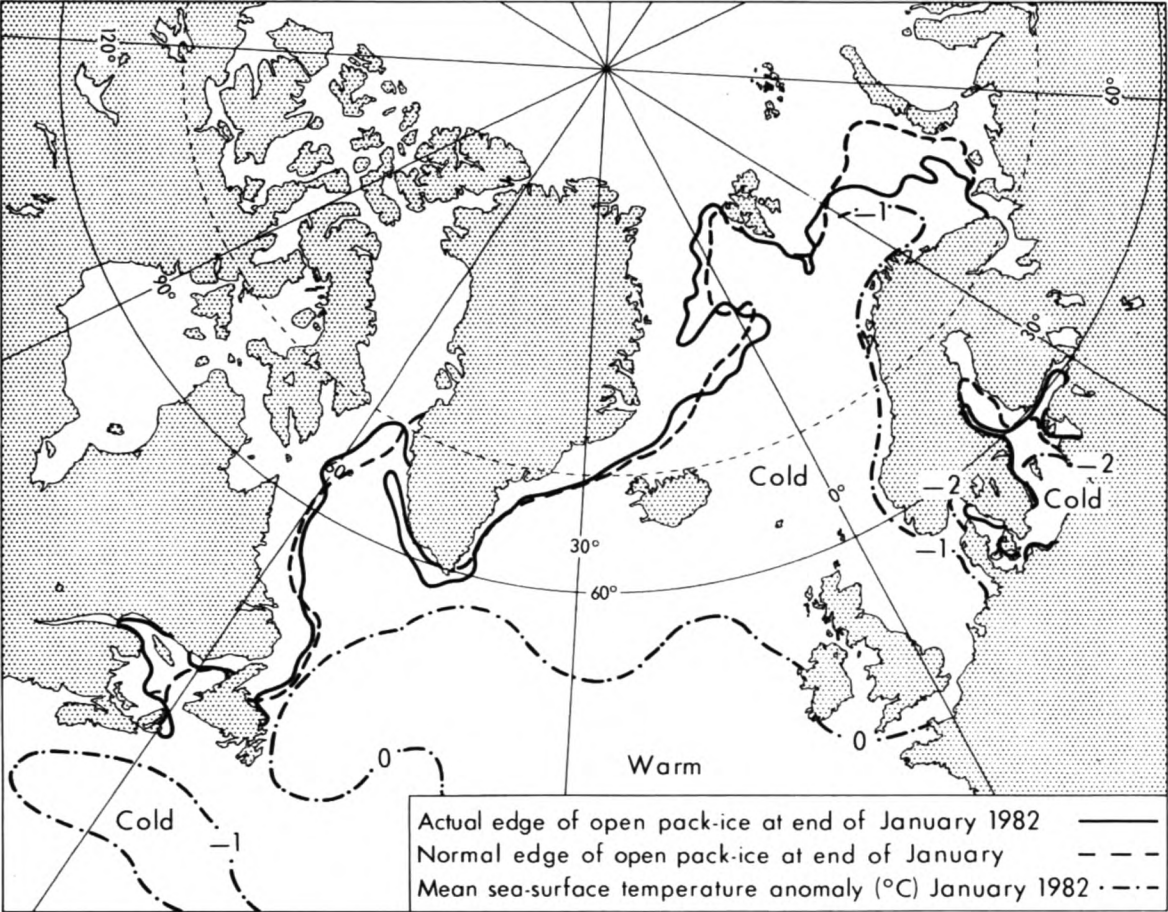 120°
60°
90°
-1
30°
60
-2
Cold
-2
Cold
0°
-1
30°
60°
0
0
Warm
Cold
-1
Actual edge of open pack-ice at end of January 1982
Normal edge of open pack-ice at end of January
Mean sea-surface temperature anomaly (°C) January 1982